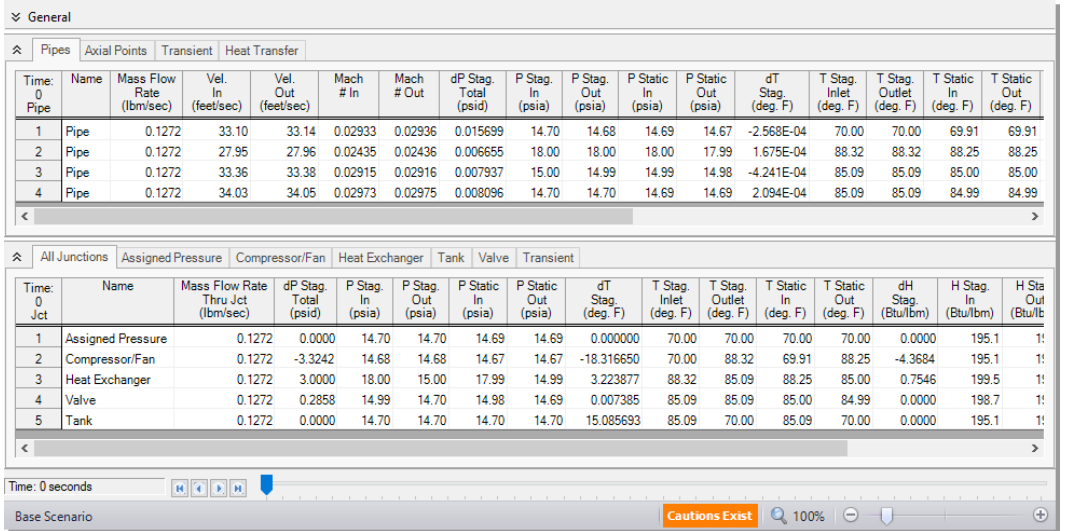 General
Pipes Axial Points Transient Heat Transfer
Time: 0 Pipe Name Mass Flow Rate (lbm/sec) Vel. In (feet/sec) Vel. Out (feet/sec) Mach # In Mach # Out dP Stag. Total (psid) P Stag. In (psia) P Stag. Out (psia) P Static In (psia) P Static Out (psia) dT Stag. (deg. F) T Stag. Inlet (deg. F) T Stag. Outlet (deg. F) T Static In (deg. F) T Static Out (deg. F)
1 Pipe 0.1272 33.10 33.14 0.02933 0.02936 0.015699 14.70 14.68 14.69 14.67 -2.568E-04 70.00 70.00 69.91 69.91
2 Pipe 0.1272 27.95 27.96 0.02435 0.02436 0.006655 18.00 18.00 18.00 17.99 1.675E-04 88.32 88.32 88.25 88.25
3 Pipe 0.1272 33.36 33.38 0.02915 0.02916 0.007937 15.00 14.99 14.99 14.98 -4.241E-04 85.09 85.09 85.00 85.00
4 Pipe 0.1272 34.03 34.05 0.02973 0.02975 0.008096 14.70 14.70 14.69 14.69 2.094E-04 85.09 85.09 84.99 84.99
All Junctions Assigned Pressure Compressor/Fan Heat Exchanger Tank Valve Transient
Time: 0 Jct Name Mass Flow Rate Thru Jct (lbm/sec) dP Stag. Total (psid) P Stag. In (psia) P Stag. Out (psia) P Static In (psia) P Static Out (psia) dT Stag. (deg. F) T Stag. Inlet (deg. F) T Stag. Outlet (deg. F) T Static In (deg. F) T Static Out (deg. F) dH Stag. (Btu/lbm) H Stag. In (Btu/lbm) H Sta Out (Btu/lb
1 Assigned Pressure 0.1272 0.0000 14.70 14.70 14.69 14.69 0.000000 70.00 70.00 70.00 70.00 0.0000 195.1
2 Compressor/Fan 0.1272 -3.3242 14.68 14.68 14.67 14.67 -18.316650 70.00 88.32 69.91 88.25 -4.3684 195.1
3 Heat Exchanger 0.1272 3.0000 18.00 15.00 17.99 14.99 3.223877 88.32 85.09 88.25 85.00 0.7546 199.5
4 Valve 0.1272 0.2858 14.99 14.70 14.98 14.69 0.007385 85.09 85.09 85.00 84.99 0.0000 198.7
5 Tank 0.1272 0.0000 14.70 14.70 14.70 14.70 15.085693 85.09 70.00 85.09 70.00 0.0000 195.1
Time: 0 seconds
Base Scenario Cautions Exist 100%